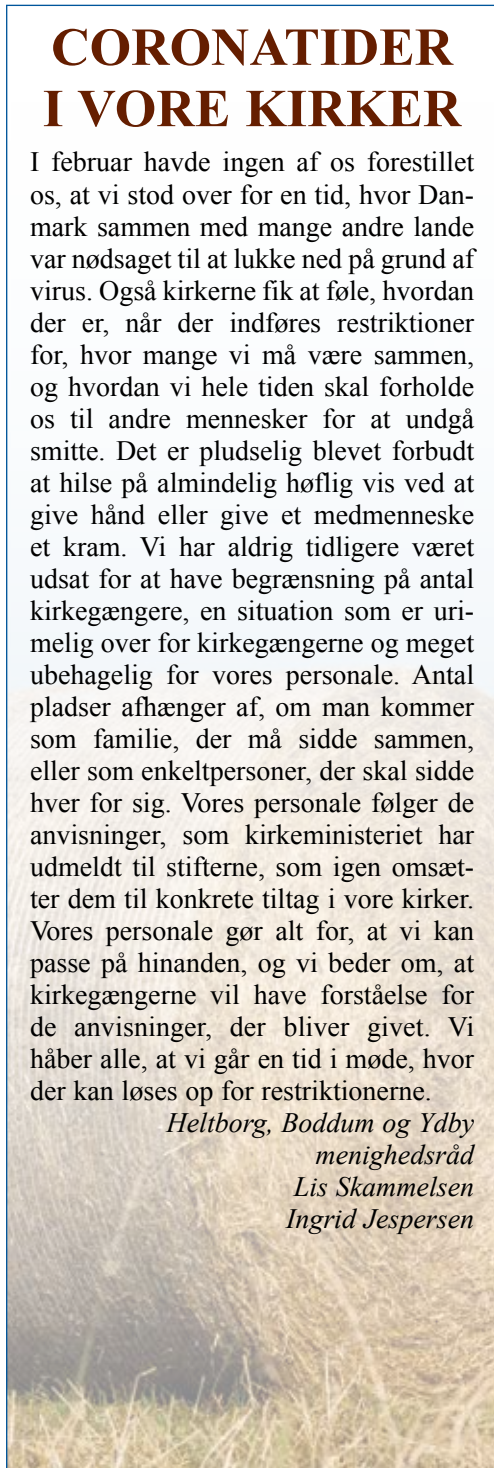 CORONATIDER
I VORE KIRKER
I februar havde ingen af os forestillet
os, at vi stod over for en tid, hvor Dan-
mark sammen med mange andre lande
var nødsaget til at lukke ned på grund af
virus. Også kirkerne fik at føle, hvordan
der er, når der indføres restriktioner
for, hvor mange vi må være sammen,
og hvordan vi hele tiden skal forholde
os til andre mennesker for at undgå
smitte. Det er pludselig blevet forbudt
at hilse på almindelig høflig vis ved at
give hånd eller give et medmenneske
et kram. Vi har aldrig tidligere været
udsat for at have begrænsning på antal
kirkegængere, en situation som er uri-
melig over for kirkegængerne og meget
ubehagelig for vores personale. Antal
pladser afhænger af, om man kommer
som familie, der må sidde sammen,
eller som enkeltpersoner, der skal sidde
hver for sig. Vores personale følger de
anvisninger, som kirkeministeriet har
udmeldt til stifterne, som igen omsæt-
ter dem til konkrete tiltag i vore kirker.
Vores personale gør alt for, at vi kan
passe på hinanden, og vi beder om, at
kirkegængerne vil have forståelse for
de anvisninger, der bliver givet. Vi
håber alle, at vi går en tid i møde, hvor
der kan løses op for restriktionerne.
Heltborg, Boddum og Ydby
menighedsråd
Lis Skammelsen
Ingrid Jespersen